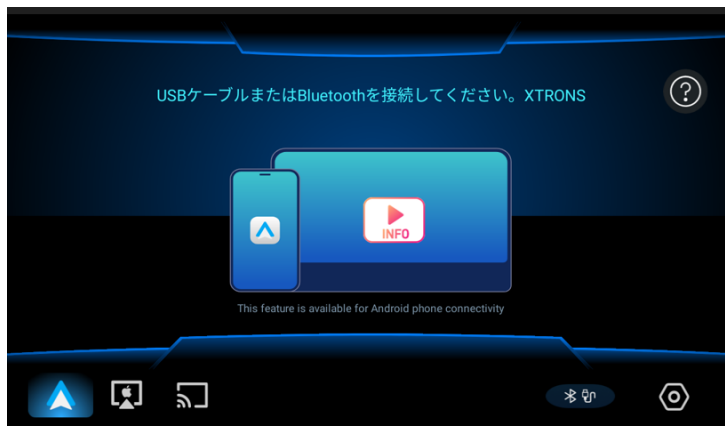 USBケーブルまたはBluetoothを接続してください。XTRONS
INFO
This feature is available for Android phone connectivity